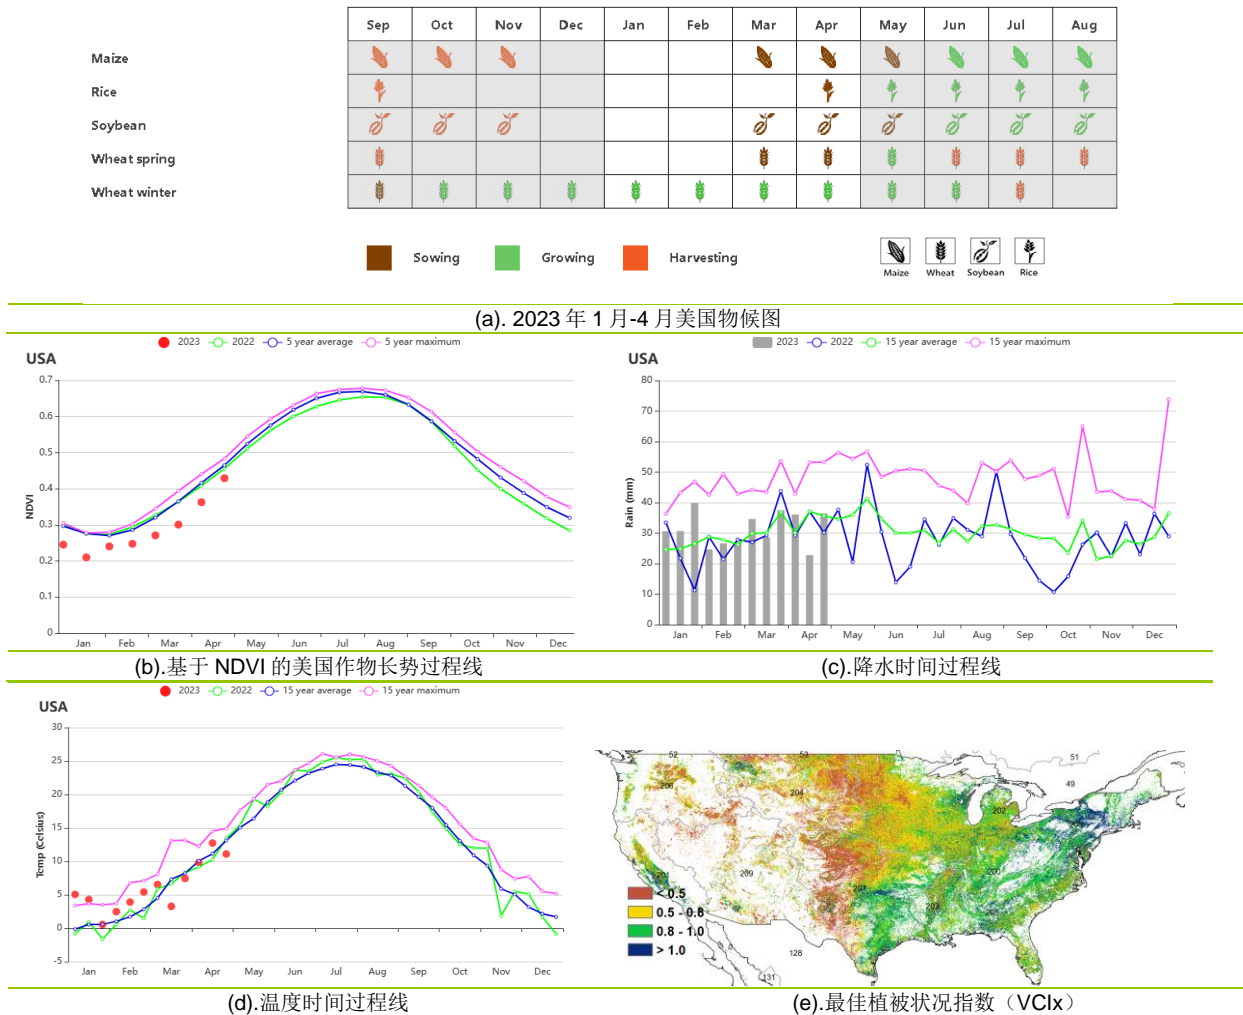 Sep Oct Nov Dec Jan Feb Mar Apr May Jun Jul Aug
Maize
Rice
Soybean
Wheat spring
Wheat winter
Sowing Growing Harvesting
Maize Wheat Soybean Rice
(a). 2023 年 1 月-4 月美国物候图
2023 2022 5 year average 5 year maximum
USA
NDVI
0.7
0.6
0.5
0.4
0.3
0.2
0.1
0
Jan Feb Mar Apr May Jun Jul Aug Sep Oct Nov Dec
(b).基于 NDVI 的美国作物长势过程线
2023 2022 15 year average 15 year maximum
USA
Rain (mm)
80
70
60
50
40
30
20
10
0
Jan Feb Mar Apr May Jun Jul Aug Sep Oct Nov Dec
(c).降水时间过程线
2023 2022 15 year average 15 year maximum
USA
Temp (Celsius)
30
25
20
15
10
5
0
-5
Jan Feb Mar Apr May Jun Jul Aug Sep Oct Nov Dec
(d).温度时间过程线
52 53 51
49
206 204 202
209 201 200
207 203
128
131
< 0.5
0.5 - 0.8
0.8 - 1.0
> 1.0
(e).最佳植被状况指数（VCIx）